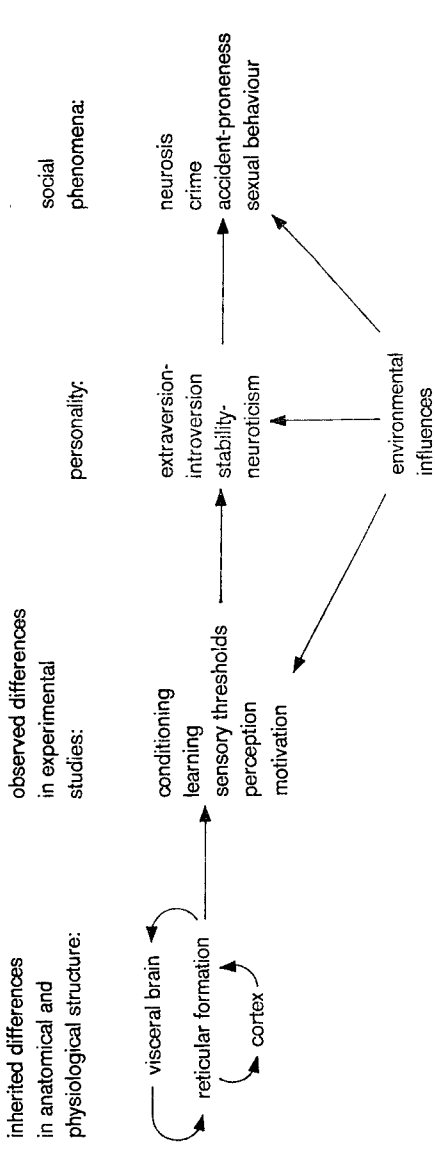 inherited differences
in anatomical and
physiological structure:
visceral brain
reticular formation
cortex
observed differences
in experimental
studies:
conditioning
learning
sensory thresholds
perception
motivation
personality:
extraversion-
introversion
stability-
neuroticism
social
phenomena:
neurosis
crime
accident-proneness
sexual behaviour
environmental
influences